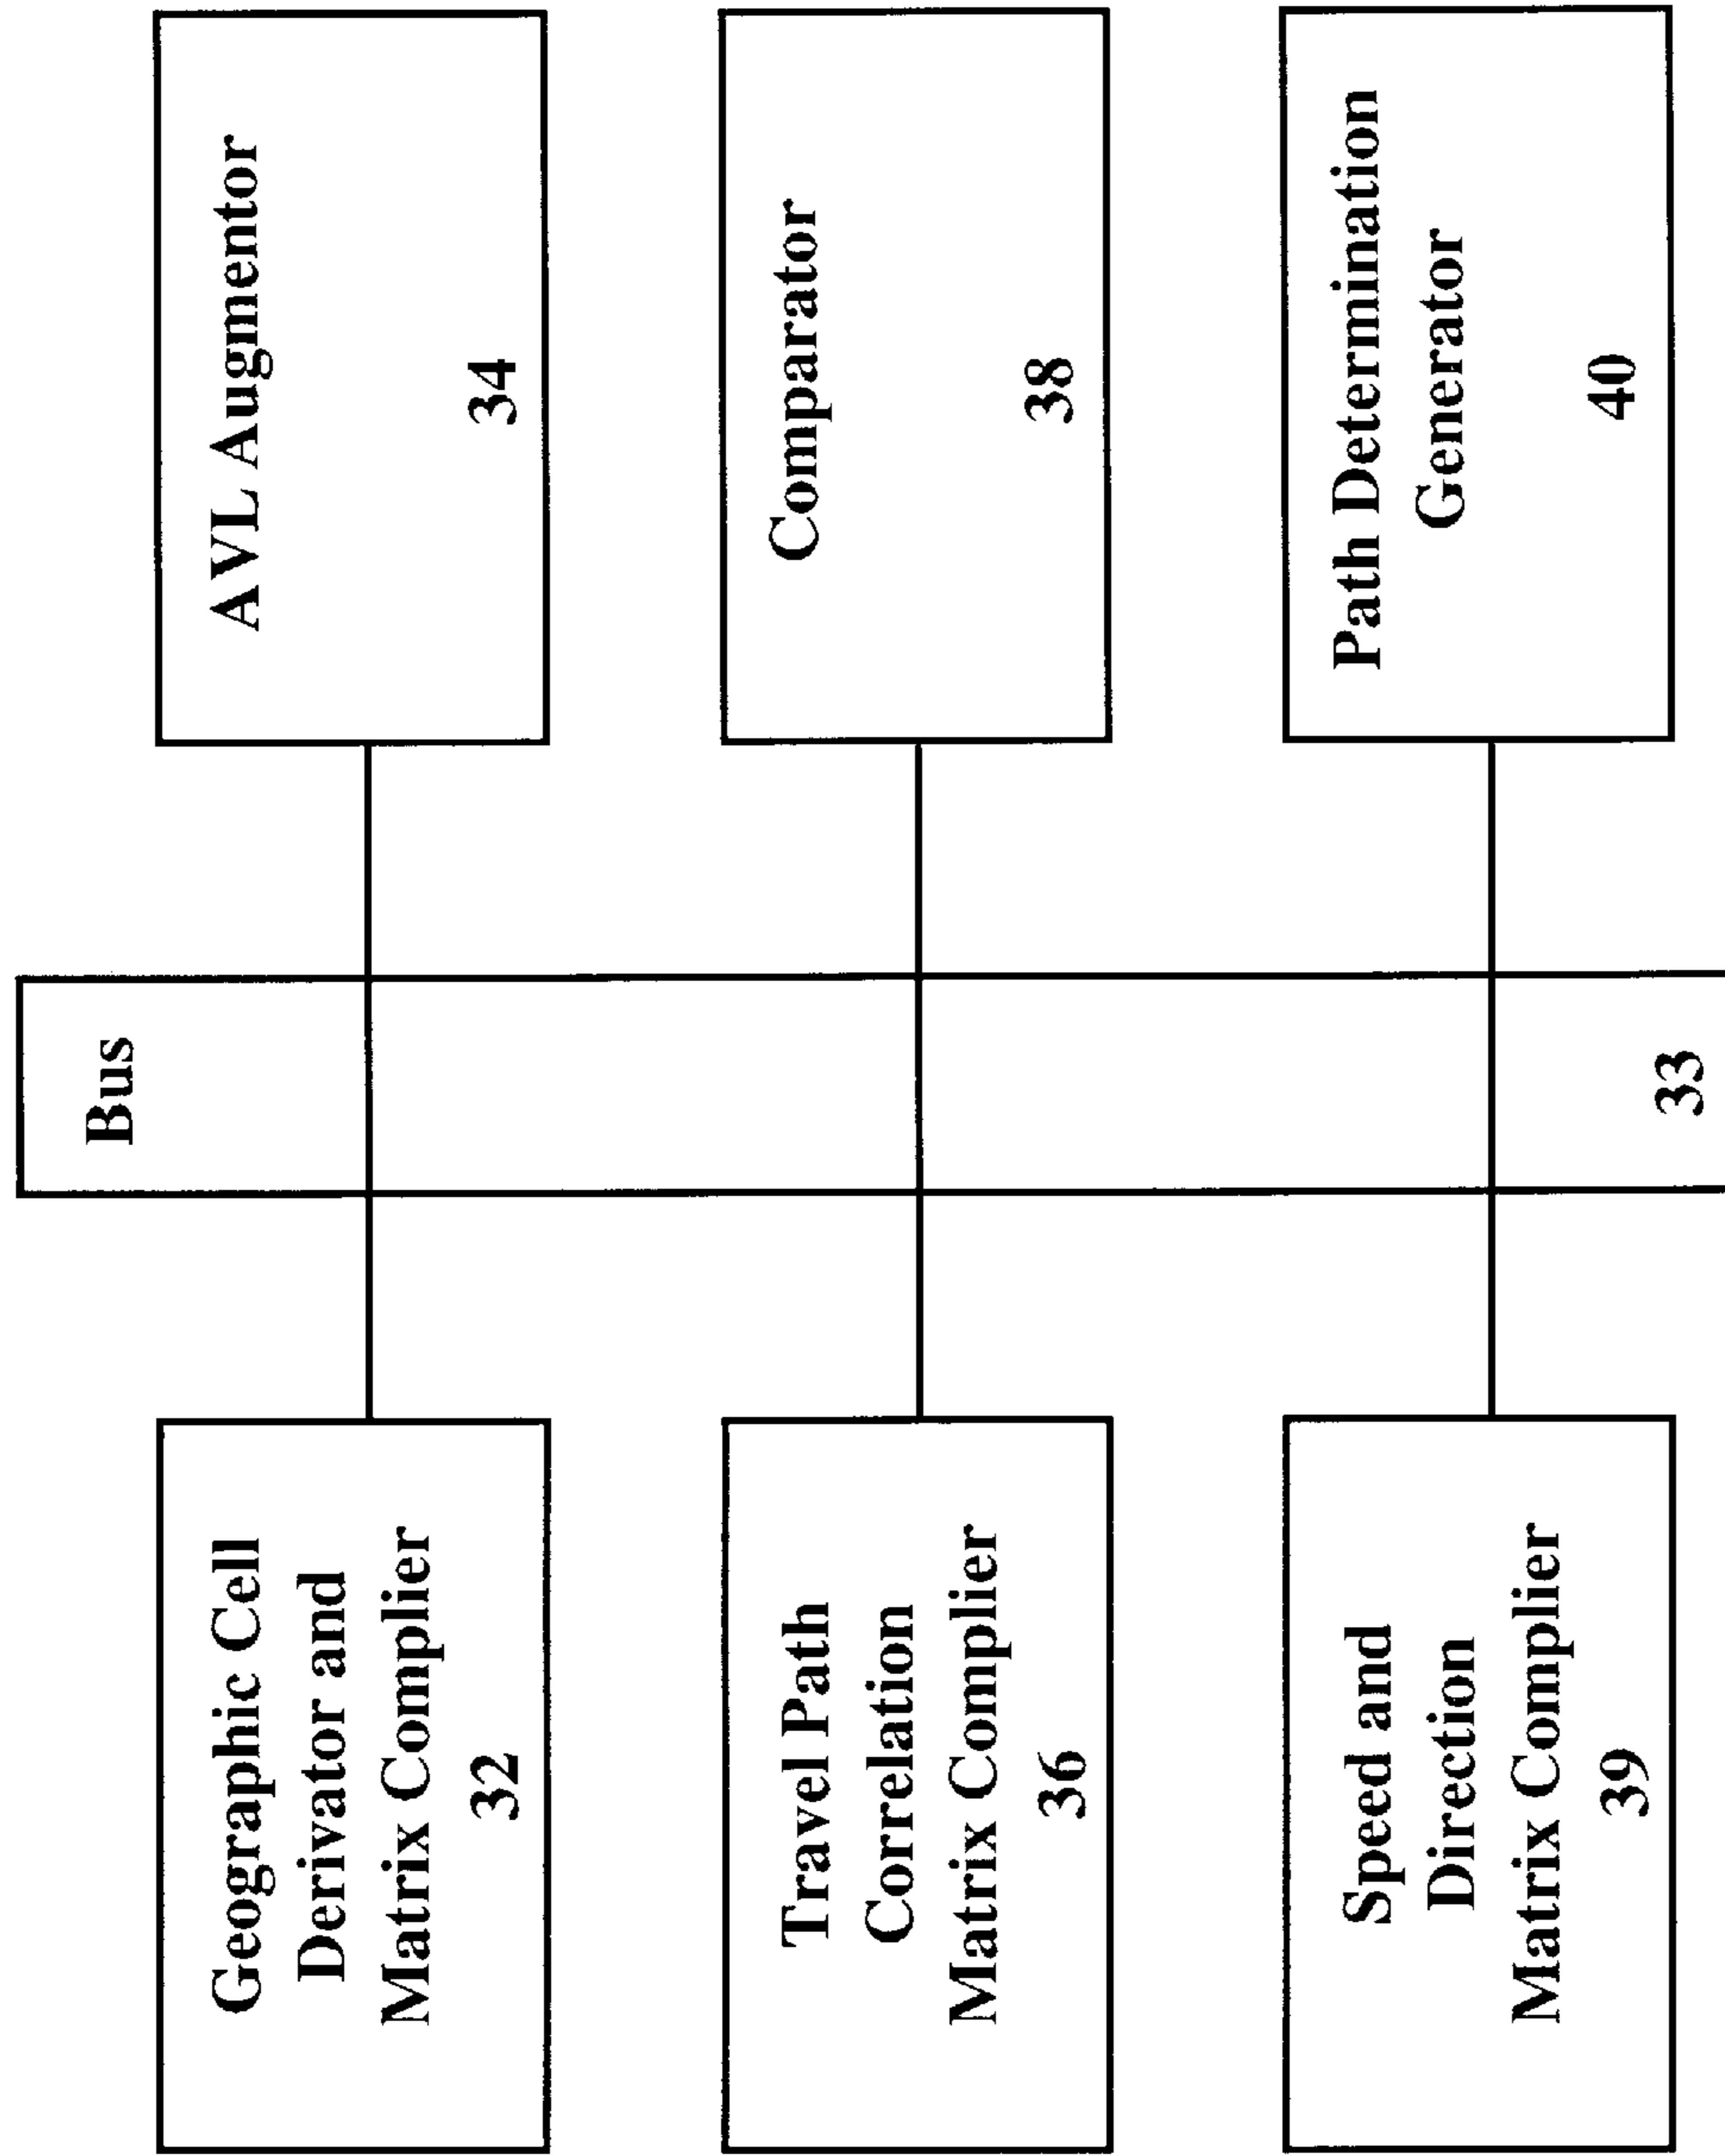 Geographic Cell
Derivator and
Matrix Complier
32
Bus
33
AVL Augmentor
34
Travel Path
Correlation
Matrix Complier
36
Comparator
38
Speed and
Direction
Matrix Complier
39
Path Determination
Generator
40